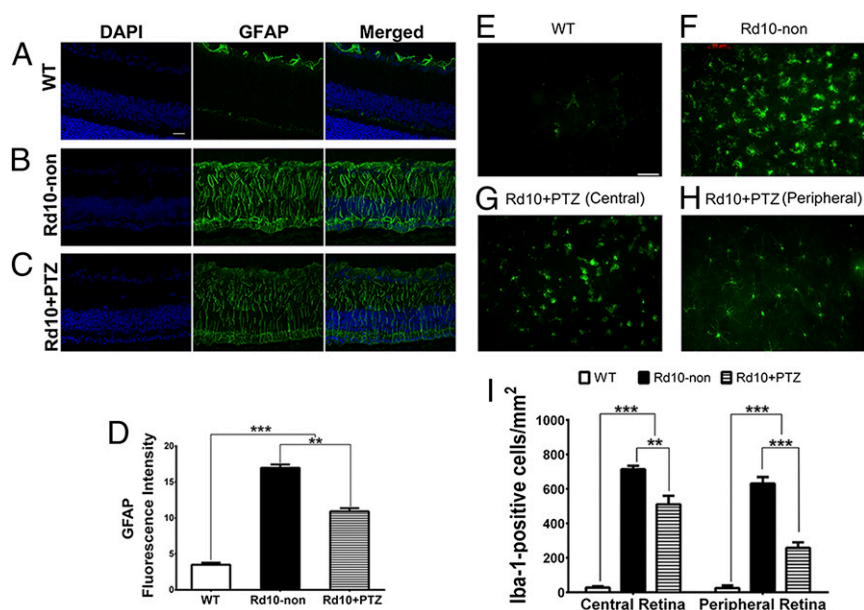 DAPI GFAP Merged
A WT
B Rd10-non
C Rd10+PTZ
D
GFAP
Fluorescence Intensity
20
15
10
5
0
***
**
WT Rd10-non Rd10+PTZ
E WT
F Rd10-non
G Rd10+PTZ (Central)
H Rd10+PTZ (Peripheral)
I
WT Rd10-non Rd10+PTZ
Iba-1-positive cells/mm²
1000
800
600
400
200
0
*** ***
** ***
Central Retina Peripheral Retina